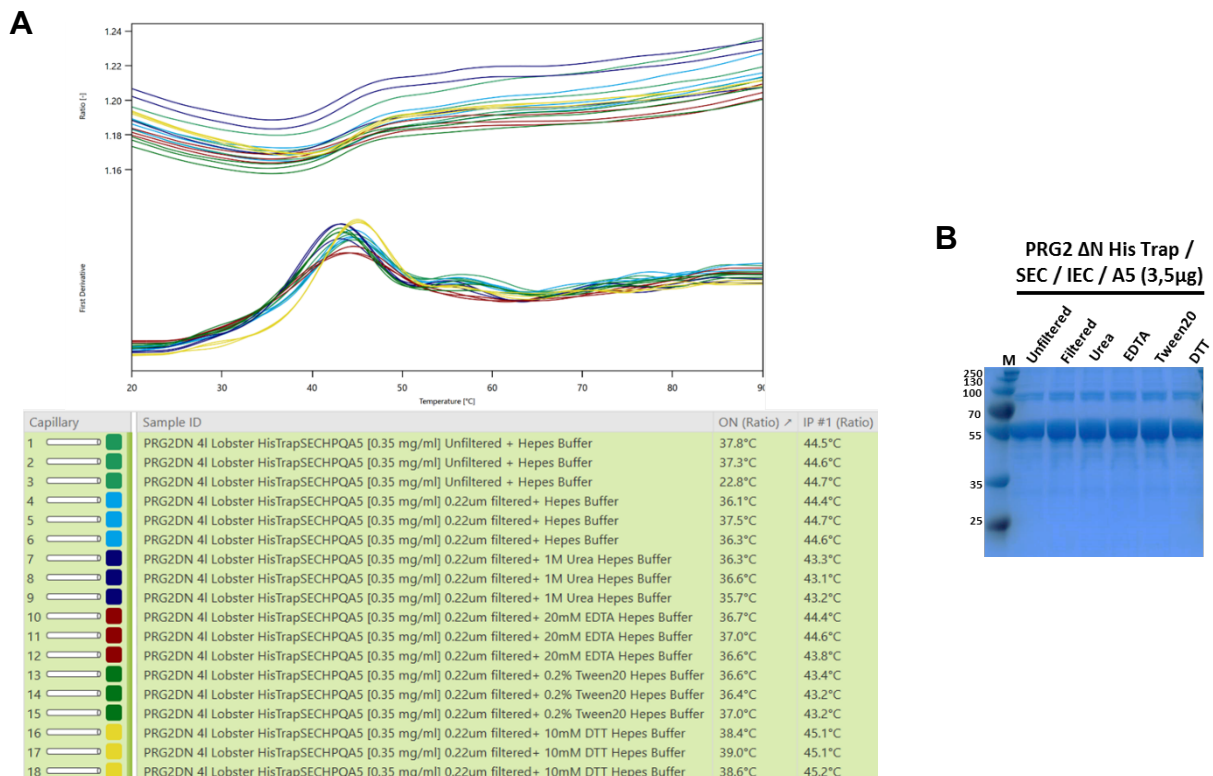 A
1.24
1.22
1.20
1.18
1.16
Ratio [-]
First Derivative
20 30 40 50 60 70 80 90
Temperature [°C]
Capillary Sample ID ON (Ratio) ↗ IP #1 (Ratio)
1 PRG2DN 4l Lobster HisTrapSECHPQA5 [0.35 mg/ml] Unfiltered + Hepes Buffer 37.8°C 44.5°C
2 PRG2DN 4l Lobster HisTrapSECHPQA5 [0.35 mg/ml] Unfiltered + Hepes Buffer 37.3°C 44.6°C
3 PRG2DN 4l Lobster HisTrapSECHPQA5 [0.35 mg/ml] Unfiltered + Hepes Buffer 22.8°C 44.7°C
4 PRG2DN 4l Lobster HisTrapSECHPQA5 [0.35 mg/ml] 0.22um filtered+ Hepes Buffer 36.1°C 44.4°C
5 PRG2DN 4l Lobster HisTrapSECHPQA5 [0.35 mg/ml] 0.22um filtered+ Hepes Buffer 37.5°C 44.7°C
6 PRG2DN 4l Lobster HisTrapSECHPQA5 [0.35 mg/ml] 0.22um filtered+ Hepes Buffer 36.3°C 44.6°C
7 PRG2DN 4l Lobster HisTrapSECHPQA5 [0.35 mg/ml] 0.22um filtered+ 1M Urea Hepes Buffer 36.3°C 43.3°C
8 PRG2DN 4l Lobster HisTrapSECHPQA5 [0.35 mg/ml] 0.22um filtered+ 1M Urea Hepes Buffer 36.6°C 43.1°C
9 PRG2DN 4l Lobster HisTrapSECHPQA5 [0.35 mg/ml] 0.22um filtered+ 1M Urea Hepes Buffer 35.7°C 43.2°C
10 PRG2DN 4l Lobster HisTrapSECHPQA5 [0.35 mg/ml] 0.22um filtered+ 20mM EDTA Hepes Buffer 36.7°C 44.4°C
11 PRG2DN 4l Lobster HisTrapSECHPQA5 [0.35 mg/ml] 0.22um filtered+ 20mM EDTA Hepes Buffer 37.0°C 44.6°C
12 PRG2DN 4l Lobster HisTrapSECHPQA5 [0.35 mg/ml] 0.22um filtered+ 20mM EDTA Hepes Buffer 36.6°C 43.8°C
13 PRG2DN 4l Lobster HisTrapSECHPQA5 [0.35 mg/ml] 0.22um filtered+ 0.2% Tween20 Hepes Buffer 36.6°C 43.4°C
14 PRG2DN 4l Lobster HisTrapSECHPQA5 [0.35 mg/ml] 0.22um filtered+ 0.2% Tween20 Hepes Buffer 36.4°C 43.2°C
15 PRG2DN 4l Lobster HisTrapSECHPQA5 [0.35 mg/ml] 0.22um filtered+ 0.2% Tween20 Hepes Buffer 37.0°C 43.2°C
16 PRG2DN 4l Lobster HisTrapSECHPQA5 [0.35 mg/ml] 0.22um filtered+ 10mM DTT Hepes Buffer 38.4°C 45.1°C
17 PRG2DN 4l Lobster HisTrapSECHPQA5 [0.35 mg/ml] 0.22um filtered+ 10mM DTT Hepes Buffer 39.0°C 45.1°C
18 PRG2DN 4l Lobster HisTrapSECHPQA5 [0.35 mg/ml] 0.22um filtered+ 10mM DTT Hepes Buffer 38.6°C 45.2°C
B
PRG2 ΔN His Trap /
SEC / IEC / A5 (3,5µg)
M Unfiltered Filtered Urea EDTA Tween20 DTT
250
130
100
70
55
35
25